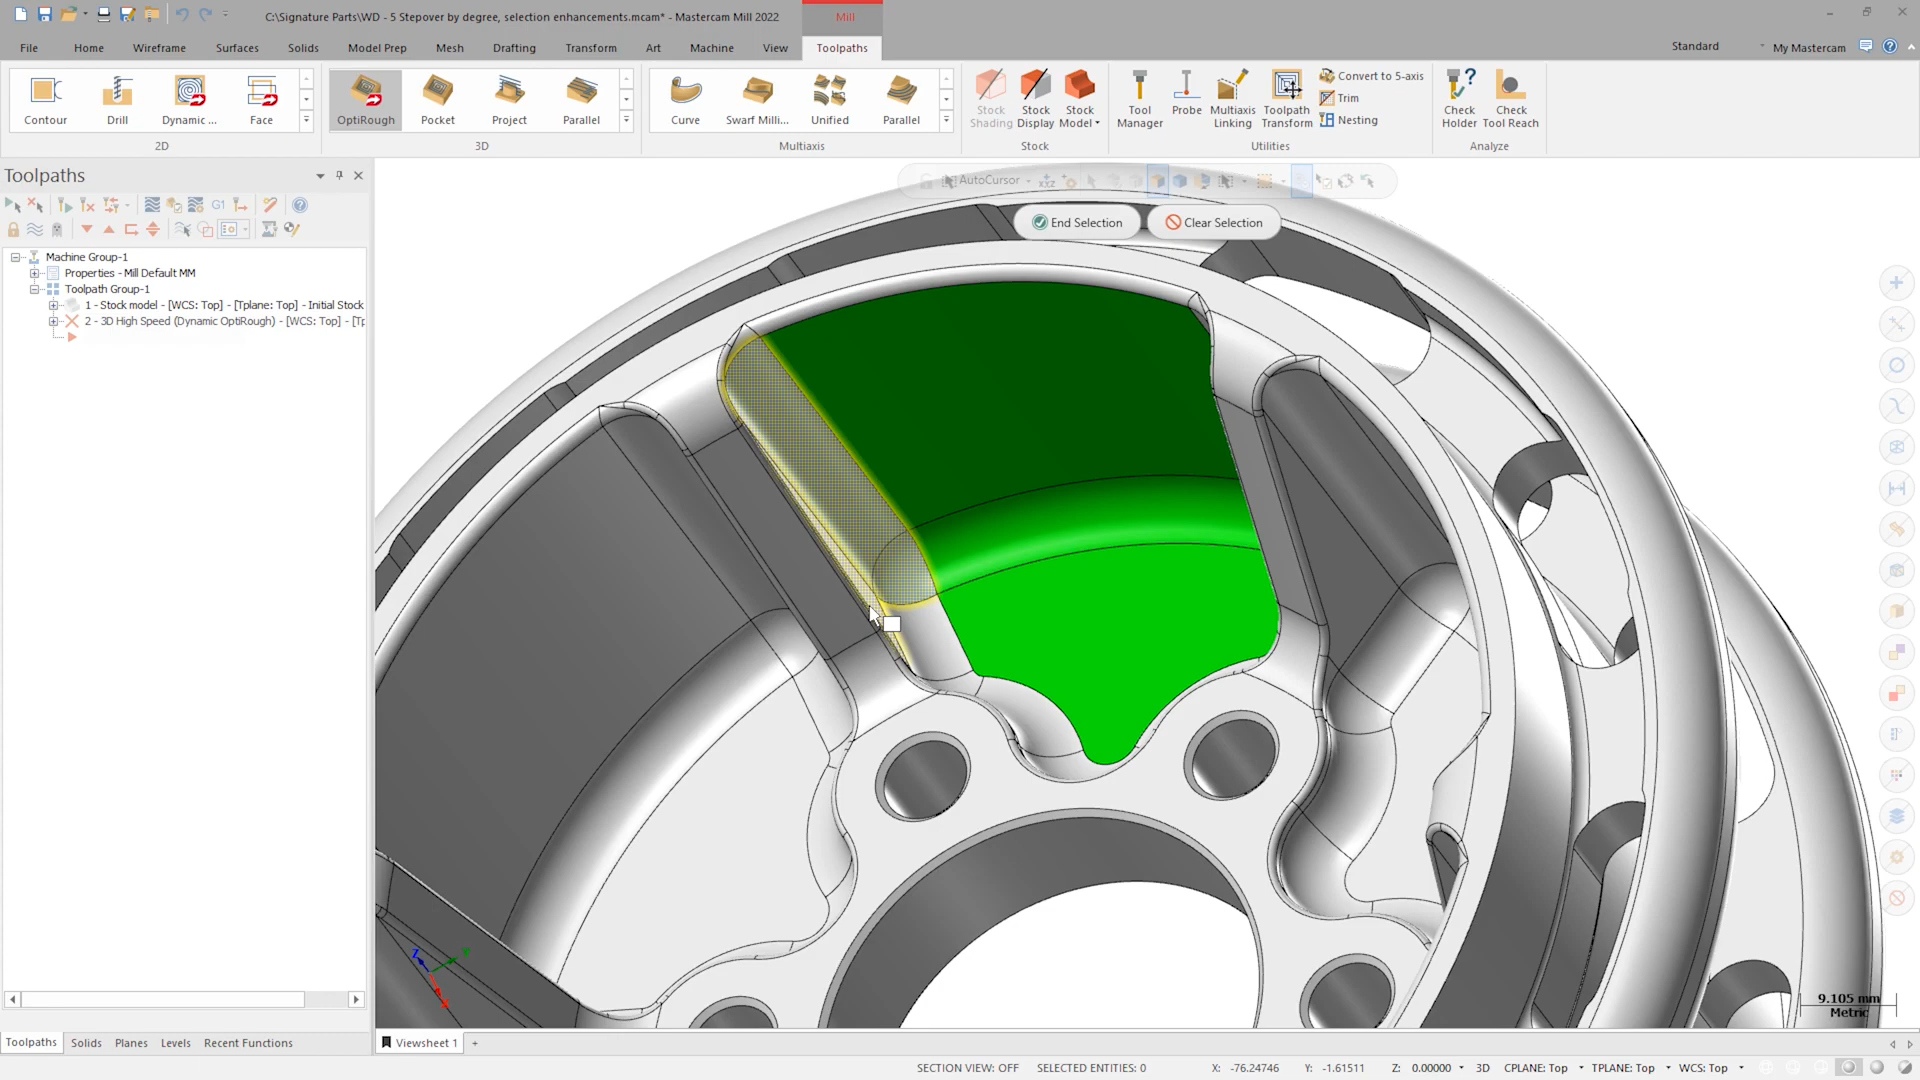 C:\Signature Parts\WD - 5 Stepover by degree, selection enhancements.mcam* - Mastercam Mill 2022
Mill
File Home Wireframe Surfaces Solids Model Prep Mesh Drafting Transform Art Machine View Toolpaths
Standard My Mastercam
Contour Drill Dynamic ... Face
OptiRough Pocket Project Parallel
Curve Swarf Milli... Unified Parallel
Stock Shading
Stock Display
Stock Model
Tool Manager
Probe
Multiaxis Linking
Toolpath Transform
Convert to 5-axis
Trim
Nesting
Check Holder
Check Tool Reach
2D 3D Multiaxis Stock Utilities Analyze
Toolpaths
AutoCursor
XYZ
G1
End Selection Clear Selection
Machine Group-1
Properties - Mill Default MM
Toolpath Group-1
1 - Stock model - [WCS: Top] - [Tplane: Top] - Initial Stock
2 - 3D High Speed (Dynamic OptiRough) - [WCS: Top] - [Tp
Z Y X
9.105 mm
Metric
Toolpaths Solids Planes Levels Recent Functions
Viewsheet 1 +
SECTION VIEW: OFF SELECTED ENTITIES: 0 X: -76.24746 Y: -1.61511 Z: 0.00000 3D CPLANE: Top TPLANE: Top WCS: Top